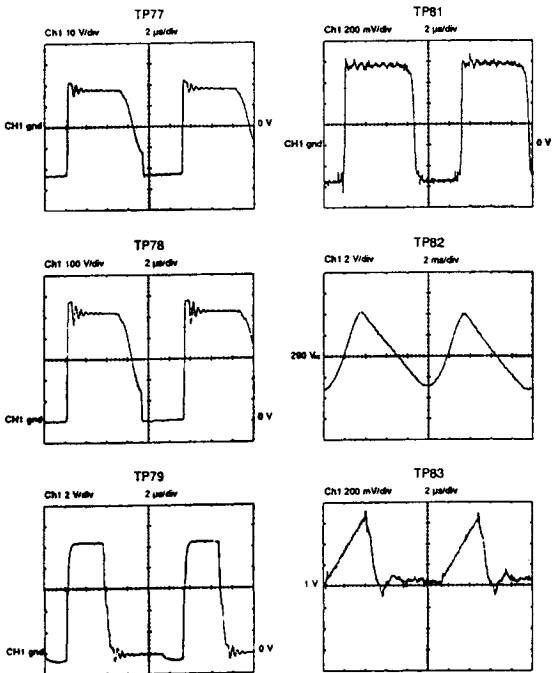 TP77
Ch1 10 V/div 2 µs/div
CH1 gnd
0 V
TP78
Ch1 100 V/div 2 µs/div
CH1 gnd
0 V
TP79
Ch1 2 V/div 2 µs/div
CH1 gnd
0 V
TP81
Ch1 200 mV/div 2 µs/div
CH1 gnd
0 V
TP82
Ch1 2 V/div 2 ms/div
TP83
Ch1 200 mV/div 2 µs/div
1 V